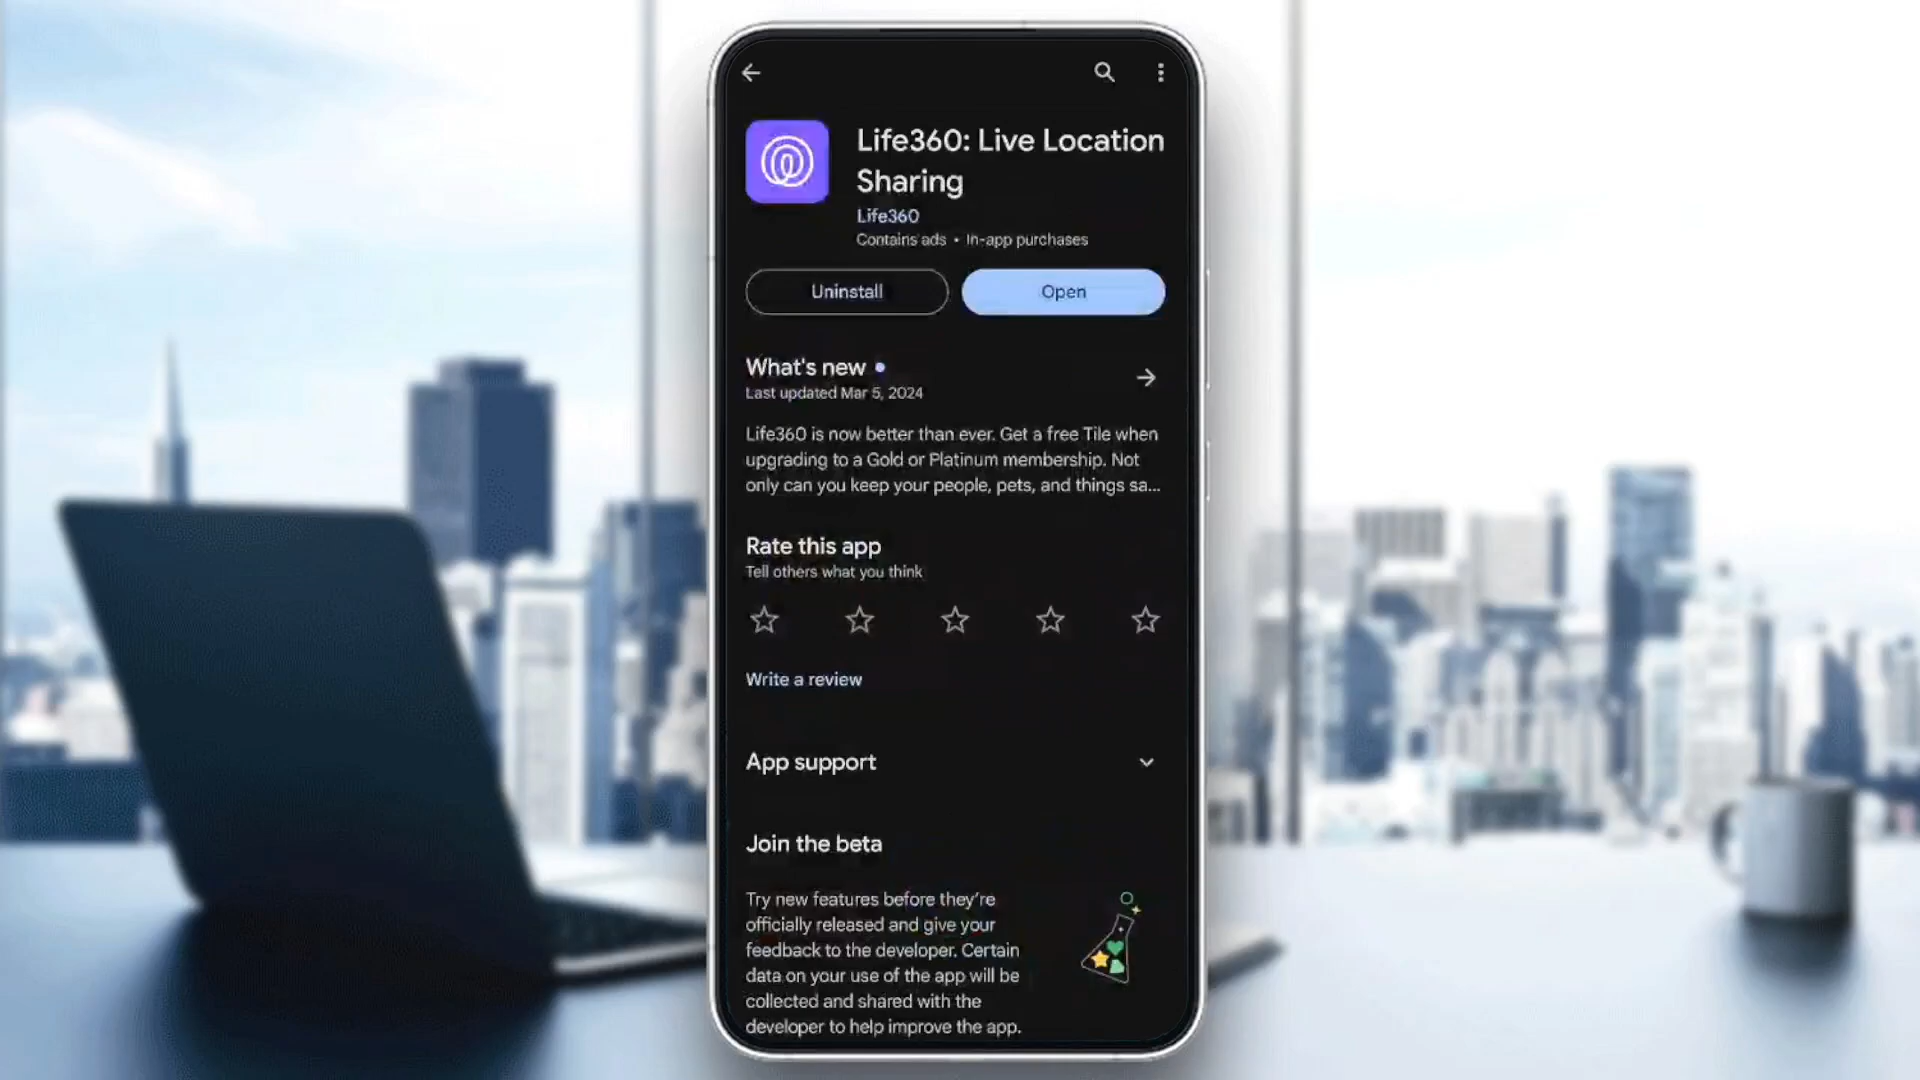 Life360: Live Location
Sharing
Life360
Contains ads • In-app purchases
Uninstall
Open
What's new
Last updated Mar 5, 2024
Life360 is now better than ever. Get a free Tile when
upgrading to a Gold or Platinum membership. Not
only can you keep your people, pets, and things sa...
Rate this app
Tell others what you think
Write a review
App support
Join the beta
Try new features before they're
officially released and give your
feedback to the developer. Certain
data on your use of the app will be
collected and shared with the
developer to help improve the app.